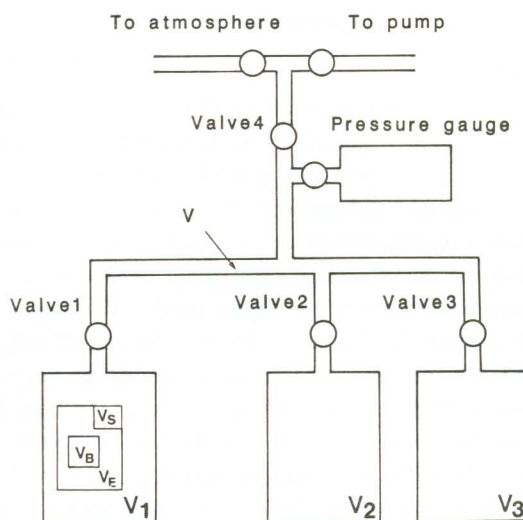 To atmosphere
To pump
Valve4
Pressure gauge
V
Valve1
Valve2
Valve3
VS
VB
VE
V1
V2
V3